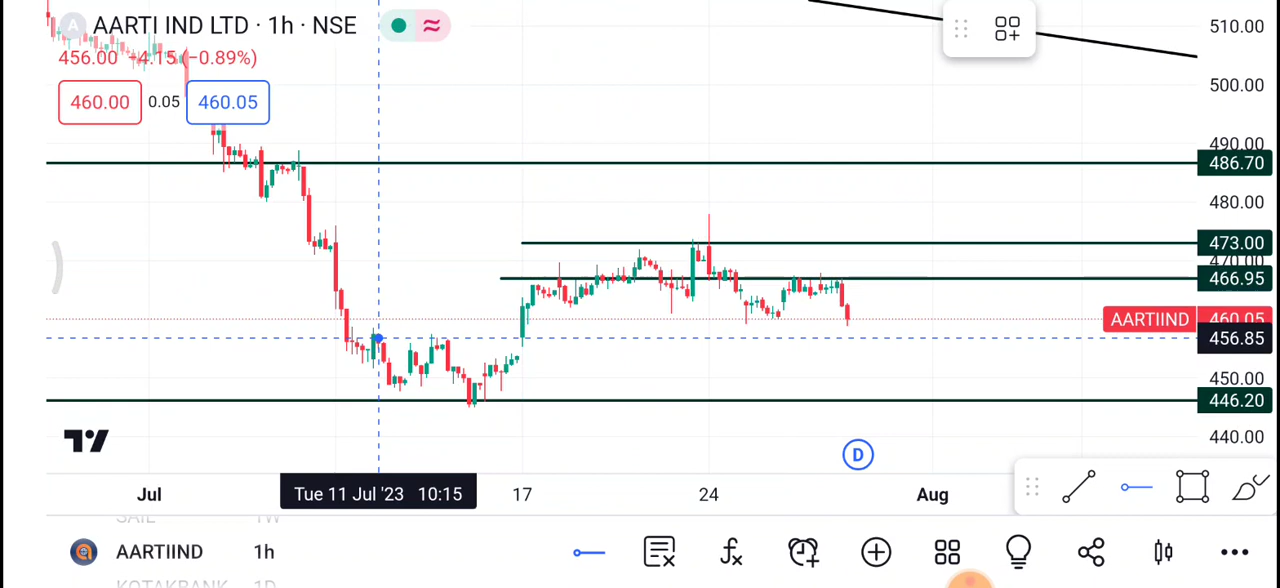 A AARTI IND LTD · 1h · NSE
456.00 −4.15 (−0.89%)
460.00 0.05 460.05
510.00
500.00
490.00
486.70
480.00
473.00
470.00
466.95
AARTIIND 460.05
456.85
450.00
446.20
440.00
D
Jul Tue 11 Jul '23 10:15 17 24 Aug
SAIL 1W
AARTIIND 1h
KOTAKBANK 1D